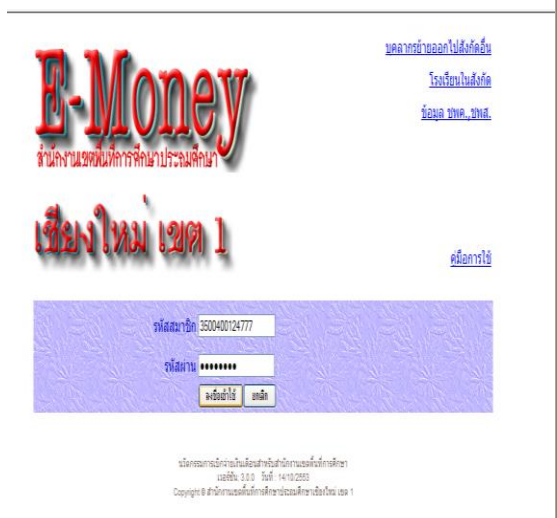 บุคลากรย้ายออกไปสังกัดอื่น
โรงเรียนในสังกัด
ข้อมูล ชพค.,ชพส.
E-Money
สำนักงานเขตพื้นที่การศึกษาประถมศึกษา
เชียงใหม่ เขต 1
คู่มือการใช้
รหัสสมาชิก 3500400124777
รหัสผ่าน ●●●●●●●●
ลงชื่อเข้าใช้ ยกเลิก
นวัตกรรมการเบิกจ่ายเงินเดือนสำหรับสำนักงานเขตพื้นที่การศึกษา
เวอร์ชั่น. 3.0.0 วันที่ : 14/10/2553
Copyright © สำนักงานเขตพื้นที่การศึกษาประถมศึกษาเชียงใหม่ เขต 1